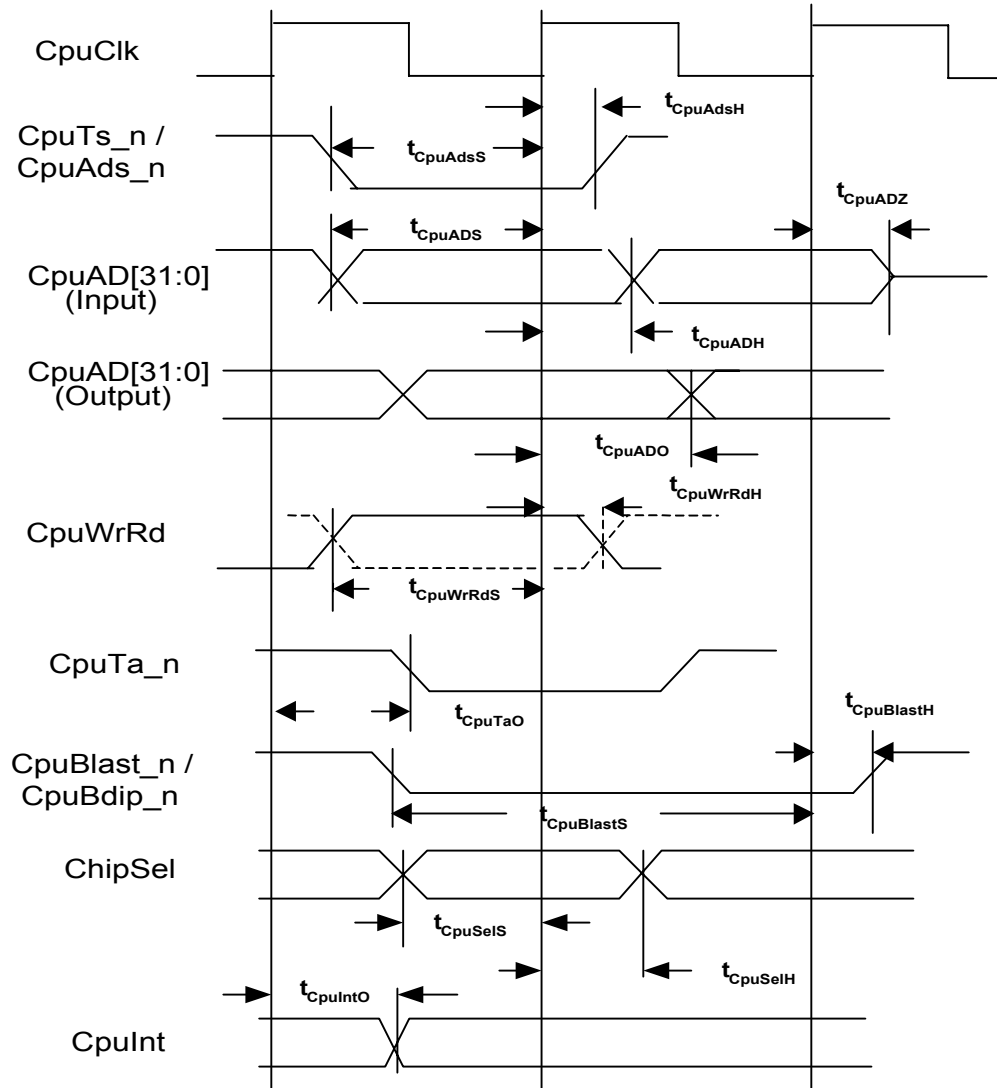 CpuClk
tCpuAdsH
CpuTs_n /
CpuAds_n
tCpuAdsS
tCpuADZ
tCpuADS
CpuAD[31:0]
(Input)
tCpuADH
CpuAD[31:0]
(Output)
tCpuADO
tCpuWrRdH
CpuWrRd
tCpuWrRdS
CpuTa_n
tCpuTaO
tCpuBlastH
CpuBlast_n /
CpuBdip_n
tCpuBlastS
ChipSel
tCpuSelS
tCpuSelH
tCpuIntO
CpuInt